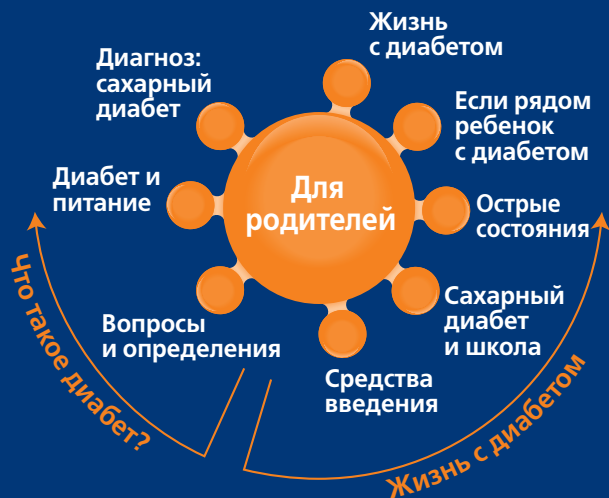 Жизнь
с диабетом
Диагноз:
сахарный
диабет
Если рядом
ребенок
с диабетом
Диабет и
питание
Для
родителей
Острые
состояния
Вопросы
и определения
Сахарный
диабет
и школа
Средства
введения
Что такое диабет?
Жизнь с диабетом